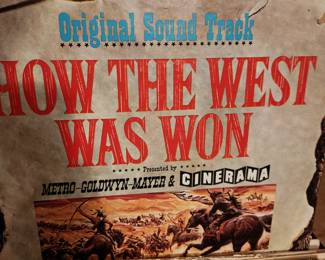 Original Sound Track
HOW THE WEST
WAS WON
Presented by
METRO-GOLDWYN-MAYER & CINERAMA